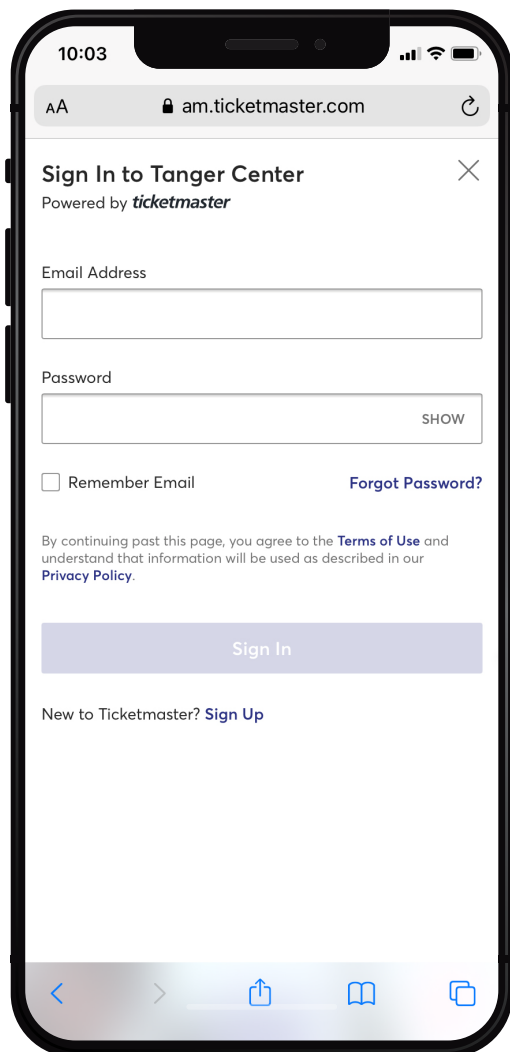 10:03
AA am.ticketmaster.com
Sign In to Tanger Center
Powered by ticketmaster
Email Address
Password
SHOW
Remember Email Forgot Password?
By continuing past this page, you agree to the Terms of Use and
understand that information will be used as described in our
Privacy Policy.
Sign In
New to Ticketmaster? Sign Up